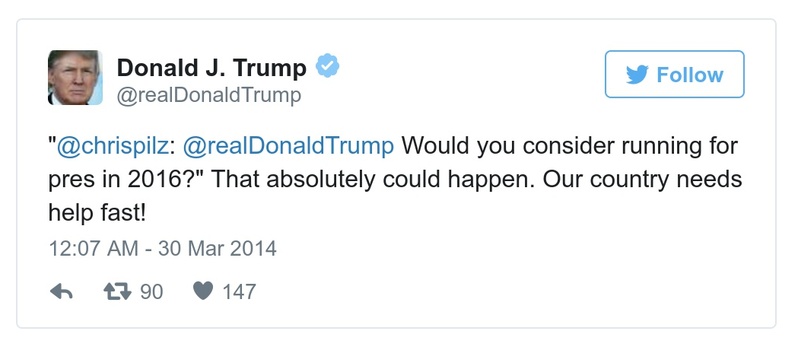 Donald J. Trump
@realDonaldTrump
Follow
"@chrispilz: @realDonaldTrump Would you consider running for
pres in 2016?" That absolutely could happen. Our country needs
help fast!
12:07 AM - 30 Mar 2014
90 147